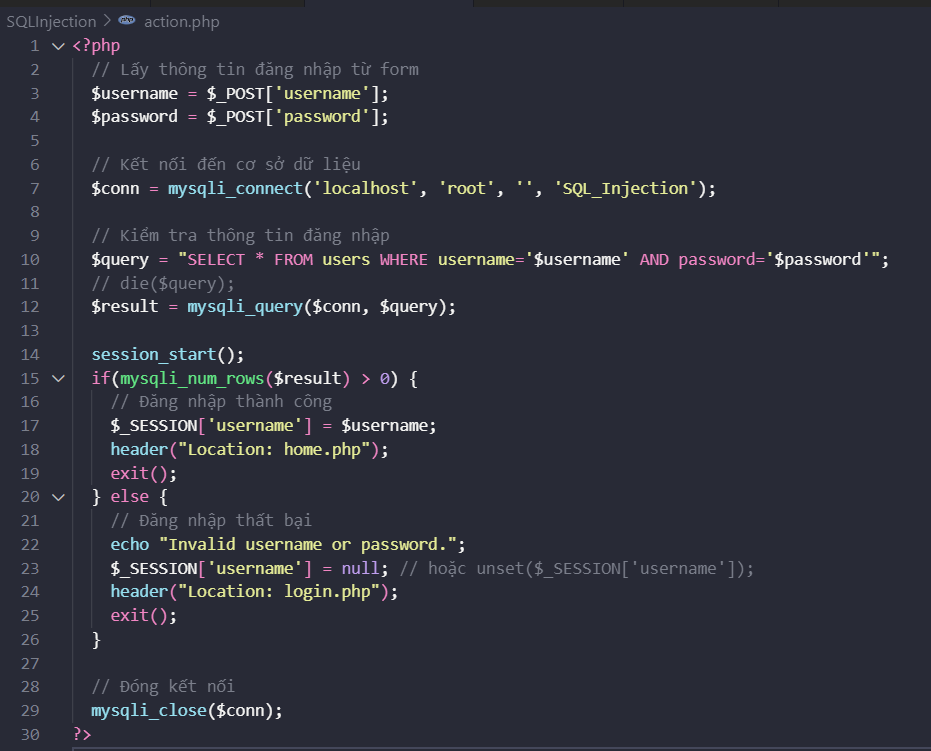 SQLInjection > action.php
1 <?php
2 // Lấy thông tin đăng nhập từ form
3 $username = $_POST['username'];
4 $password = $_POST['password'];
5
6 // Kết nối đến cơ sở dữ liệu
7 $conn = mysqli_connect('localhost', 'root', '', 'SQL_Injection');
8
9 // Kiểm tra thông tin đăng nhập
10 $query = "SELECT * FROM users WHERE username='$username' AND password='$password'";
11 // die($query);
12 $result = mysqli_query($conn, $query);
13
14 session_start();
15 if(mysqli_num_rows($result) > 0) {
16 // Đăng nhập thành công
17 $_SESSION['username'] = $username;
18 header("Location: home.php");
19 exit();
20 } else {
21 // Đăng nhập thất bại
22 echo "Invalid username or password.";
23 $_SESSION['username'] = null; // hoặc unset($_SESSION['username']);
24 header("Location: login.php");
25 exit();
26 }
27
28 // Đóng kết nối
29 mysqli_close($conn);
30 ?>